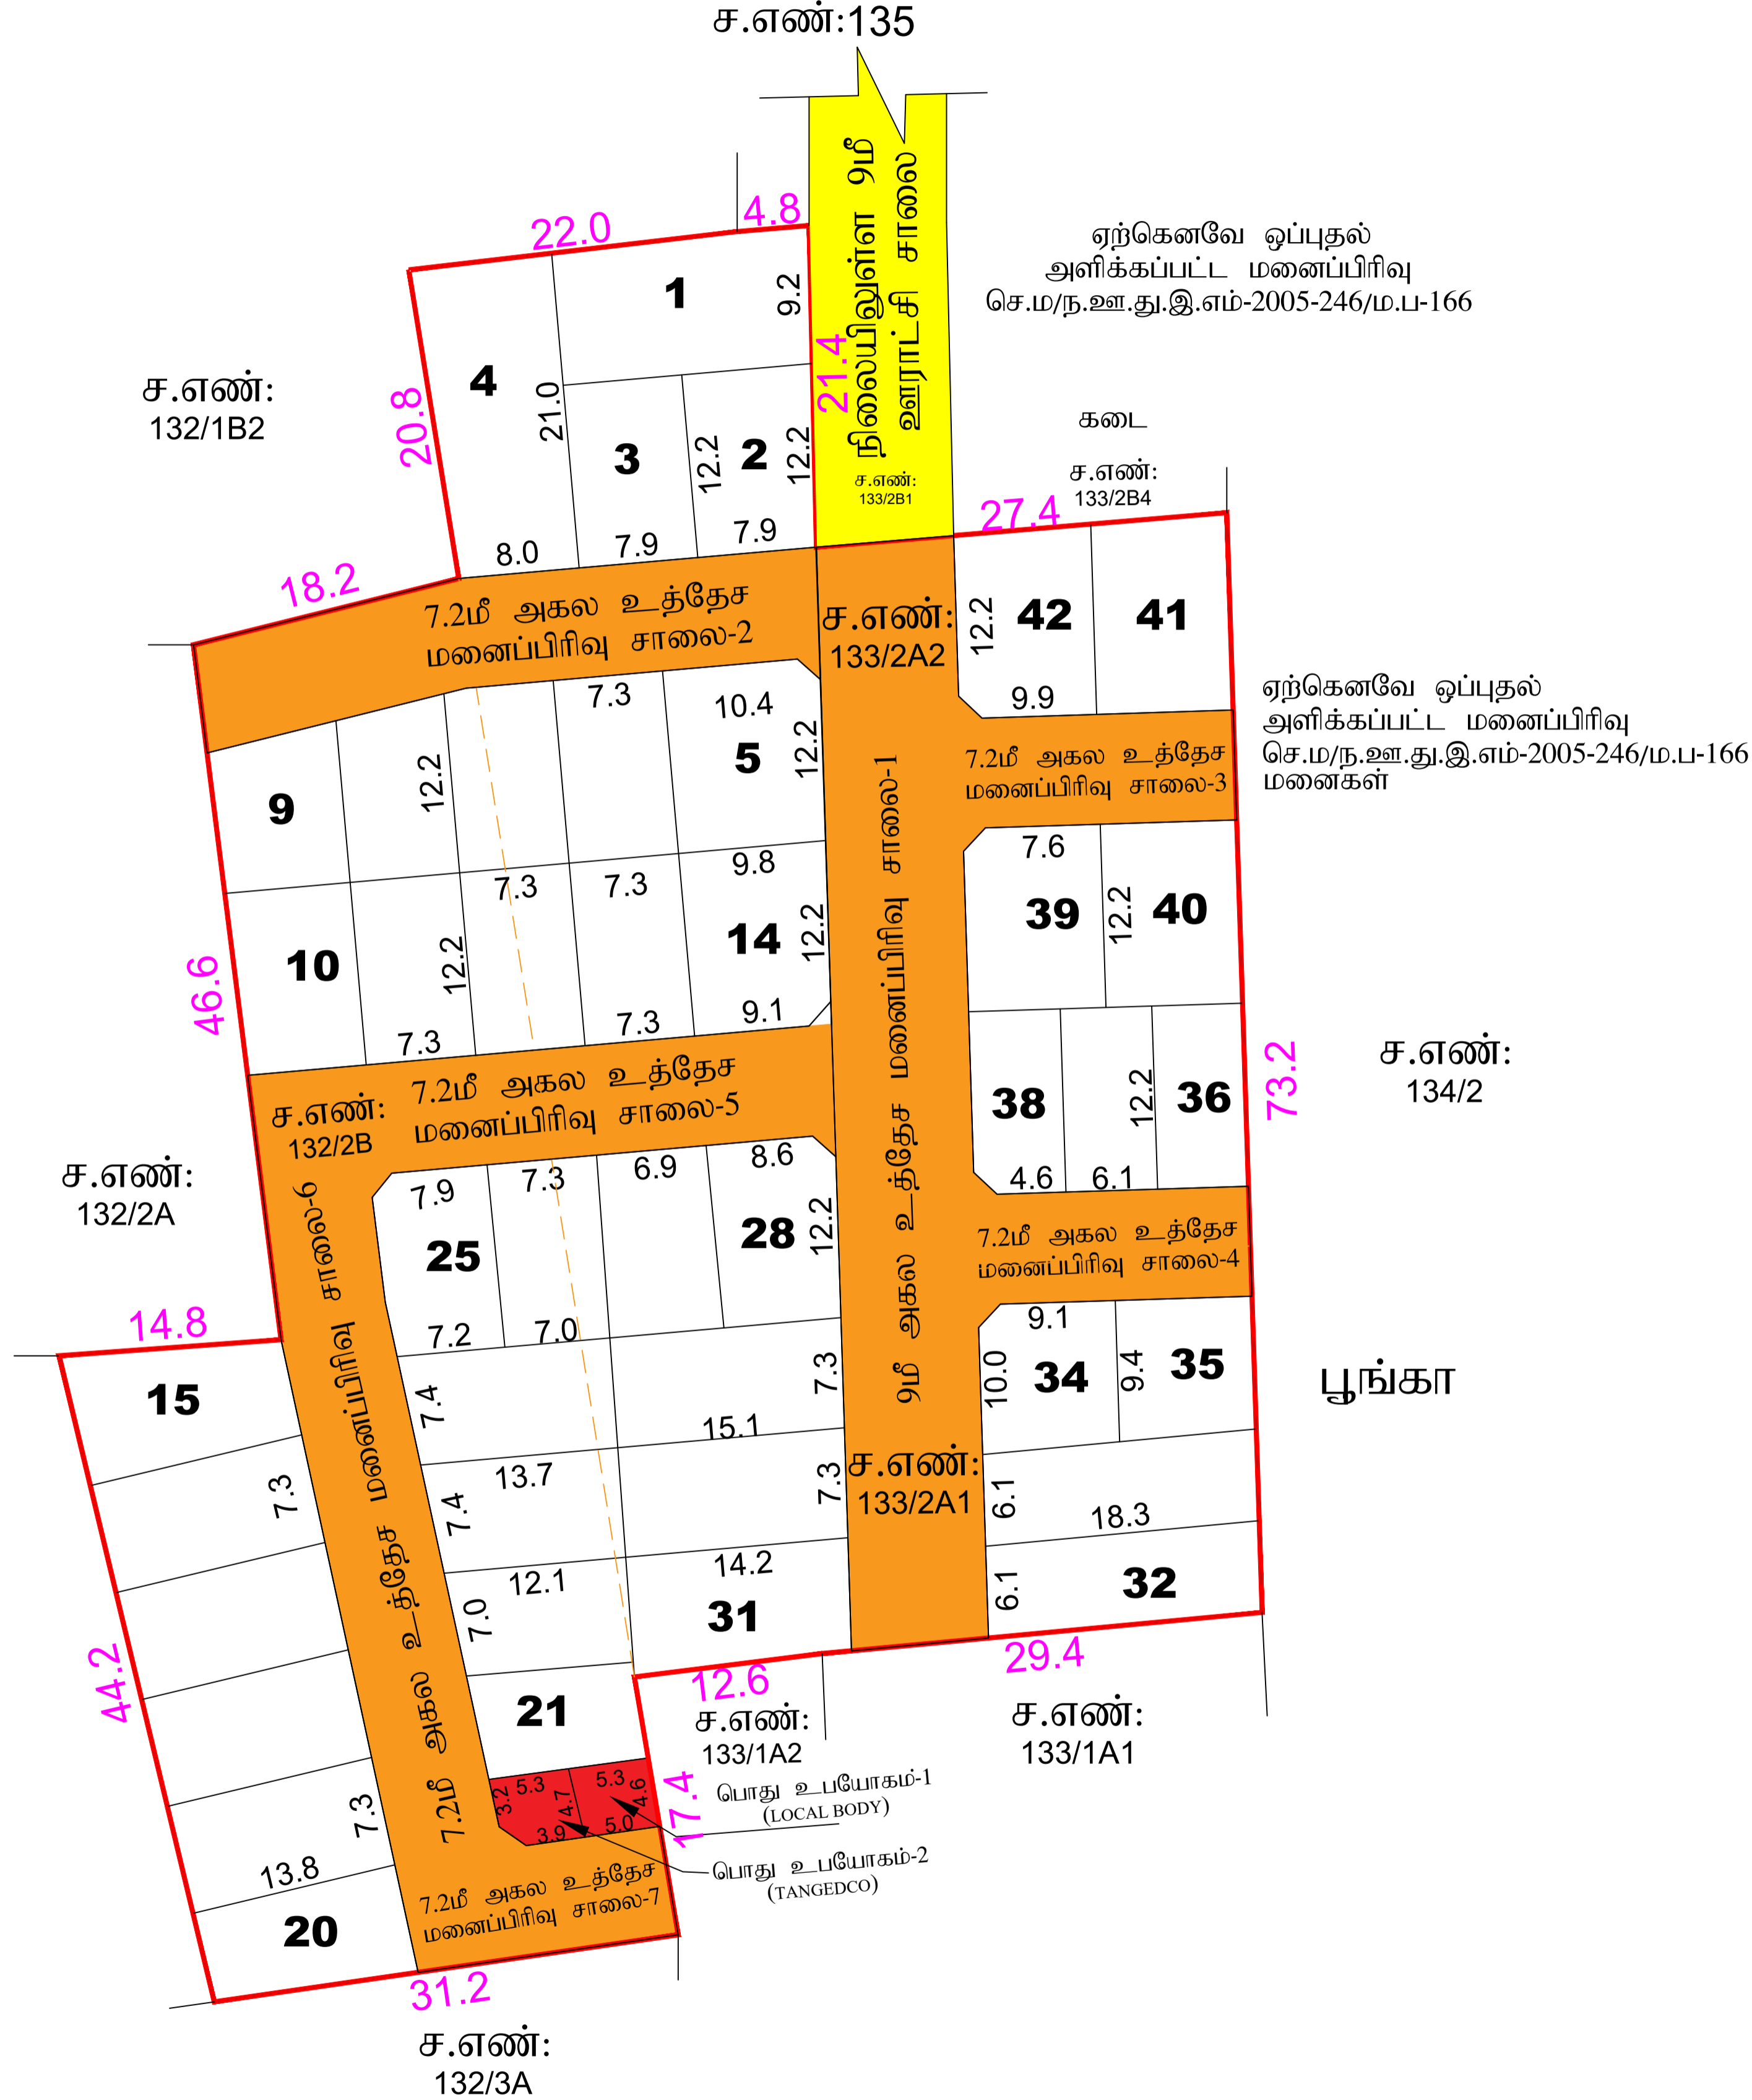 ச.எண்:135
நிலையிலுள்ள 9மீ
ஊராட்சி சாலை
ச.எண்:
133/2B1
22.0
4.8
21.4
20.8
18.2
ச.எண்:
132/1B2
ஏற்கெனவே ஒப்புதல்
அளிக்கப்பட்ட மனைப்பிரிவு
செ.ம/ந.ஊ.து.இ.எம்-2005-246/ம.ப-166
கடை
ச.எண்:
133/2B4
27.4
1
9.2
4
21.0
3
12.2
2
12.2
8.0
7.9
7.9
7.2மீ அகல உத்தேச
மனைப்பிரிவு சாலை-2
ச.எண்:
133/2A2
12.2
42
41
9.9
ஏற்கெனவே ஒப்புதல்
அளிக்கப்பட்ட மனைப்பிரிவு
செ.ம/ந.ஊ.து.இ.எம்-2005-246/ம.ப-166
மனைகள்
7.2மீ அகல உத்தேச
மனைப்பிரிவு சாலை-3
7.3
10.4
5
12.2
9
12.2
9.8
7.3
7.3
10
12.2
14
12.2
7.3
7.3
9.1
46.6
9மீ அகல உத்தேச மனைப்பிரிவு சாலை-1
7.6
39
12.2
40
38
12.2
36
4.6
6.1
73.2
ச.எண்:
134/2
7.2மீ அகல உத்தேச
மனைப்பிரிவு சாலை-5
ச.எண்:
132/2B
ச.எண்:
132/2A
14.8
7.2மீ அகல உத்தேச மனைப்பிரிவு சாலை-6
7.9
7.3
6.9
8.6
25
28
12.2
7.2
7.0
7.2மீ அகல உத்தேச
மனைப்பிரிவு சாலை-4
9.1
10.0
34
9.4
35
பூங்கா
15
7.4
7.3
15.1
7.3
13.7
7.4
7.3
ச.எண்:
133/2A1
6.1
18.3
12.1
14.2
7.0
31
6.1
32
44.2
21
12.6
29.4
ச.எண்:
133/1A2
ச.எண்:
133/1A1
17.4
3.2
5.3
4.7
5.3
4.6
3.9
5.0
பொது உபயோகம்-1
(LOCAL BODY)
பொது உபயோகம்-2
(TANGEDCO)
7.3
13.8
20
7.2மீ அகல உத்தேச
மனைப்பிரிவு சாலை-7
31.2
ச.எண்:
132/3A